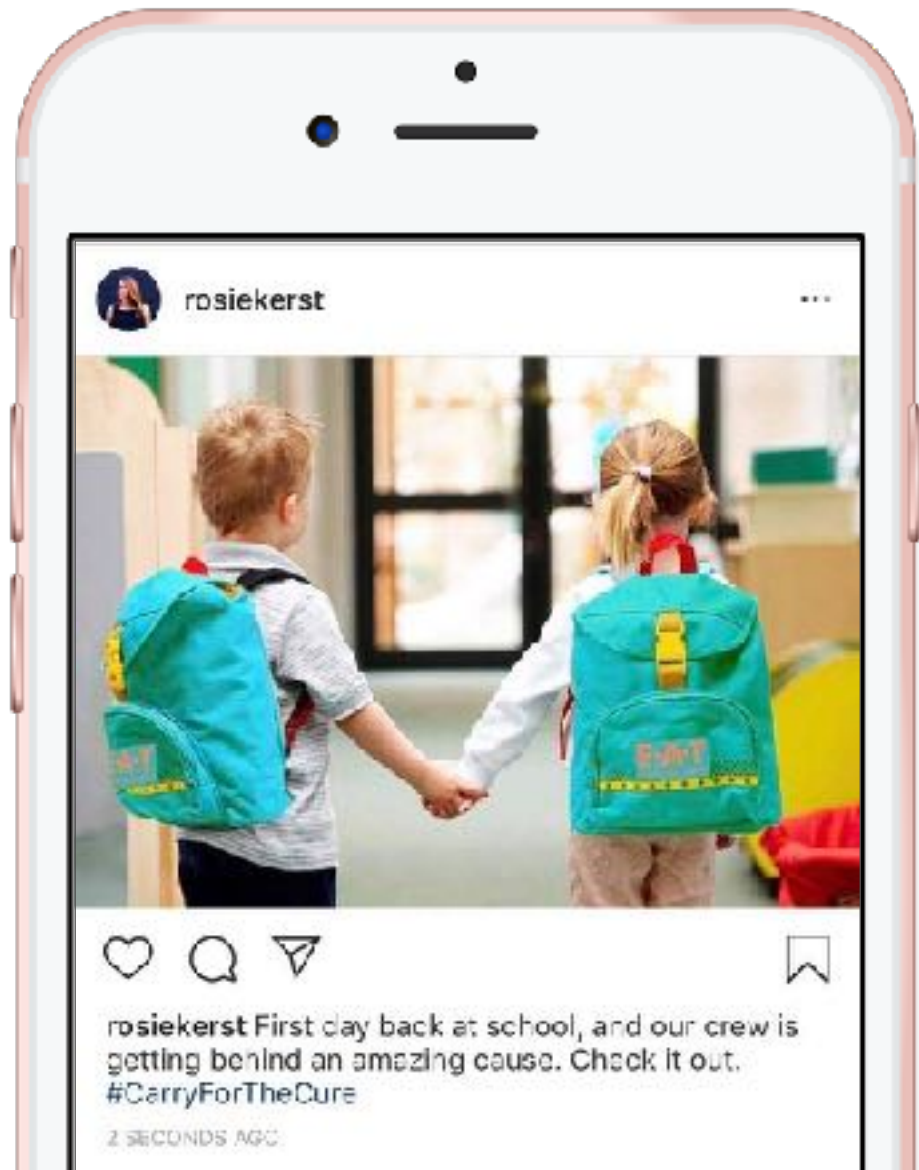 rosiekerst
rosiekerst First day back at school, and our crew is
getting behind an amazing cause. Check it out.
#CarryForTheCure
2 SECONDS AGO